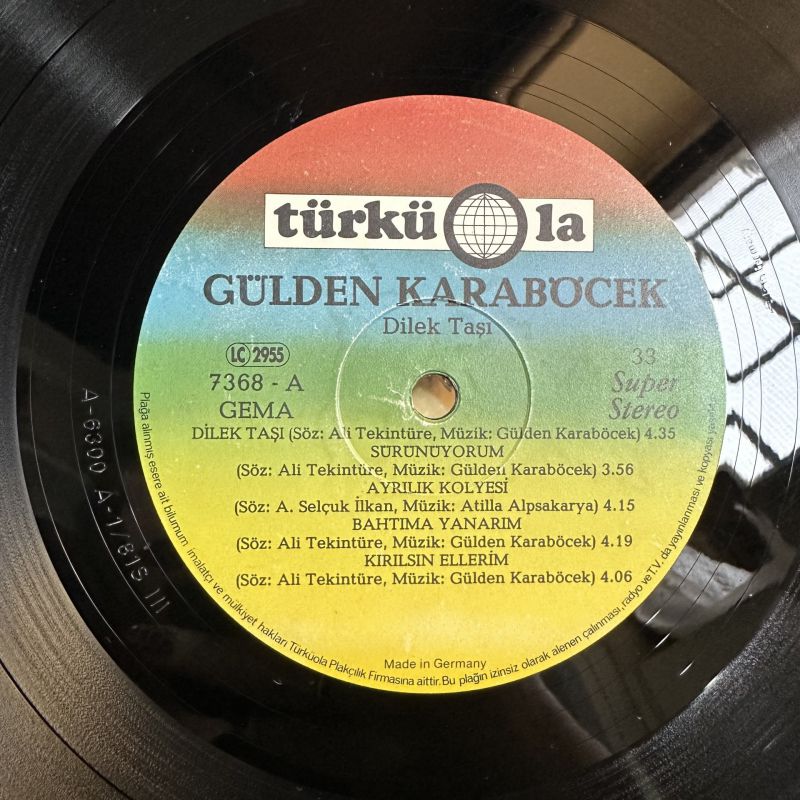 türkü la
GÜLDEN KARABÖCEK
Dilek Taşı
LC 2955
33
7368 - A
Super
GEMA
Stereo
DİLEK TAŞI (Söz: Ali Tekintüre, Müzik: Gülden Karaböcek) 4.35
SÜRÜNÜYORUM
(Söz: Ali Tekintüre, Müzik: Gülden Karaböcek) 3.56
AYRILIK KOLYESİ
(Söz: A. Selçuk İlkan, Müzik: Atilla Alpsakarya) 4.15
BAHTIMA YANARIM
(Söz: Ali Tekintüre, Müzik: Gülden Karaböcek) 4.19
KIRILSIN ELLERİM
(Söz: Ali Tekintüre, Müzik: Gülden Karaböcek) 4.06
Made in Germany
Plağa alınmış esere ait bilumum imalatçı ve mülkiyet hakları Türküola Plakçılık Firmasına aittir. Bu plağın izinsiz olarak alenen çalınması, radyo ve T.V. da yayınlanması ve kopyası yasaktır.
A-6300 A-1/81S III